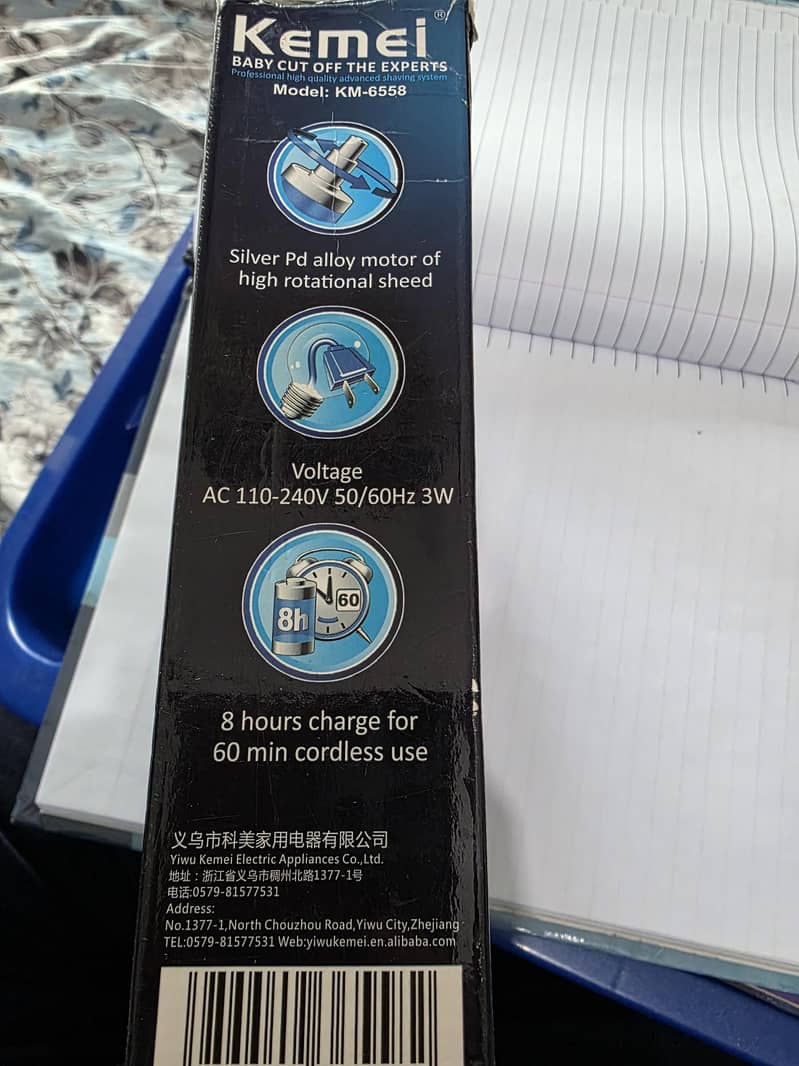 Kemei®
BABY CUT OFF THE EXPERTS
Professional high quality advanced shaving system
Model: KM-6558
Silver Pd alloy motor of
high rotational sheed
Voltage
AC 110-240V 50/60Hz 3W
8h
60
8 hours charge for
60 min cordless use
义乌市科美家用电器有限公司
Yiwu Kemei Electric Appliances Co.,Ltd.
地址：浙江省义乌市稠州北路1377-1号
电话:0579-81577531
Address:
No.1377-1,North Chouzhou Road,Yiwu City,Zhejiang
TEL:0579-81577531 Web:yiwukemei.en.alibaba.com